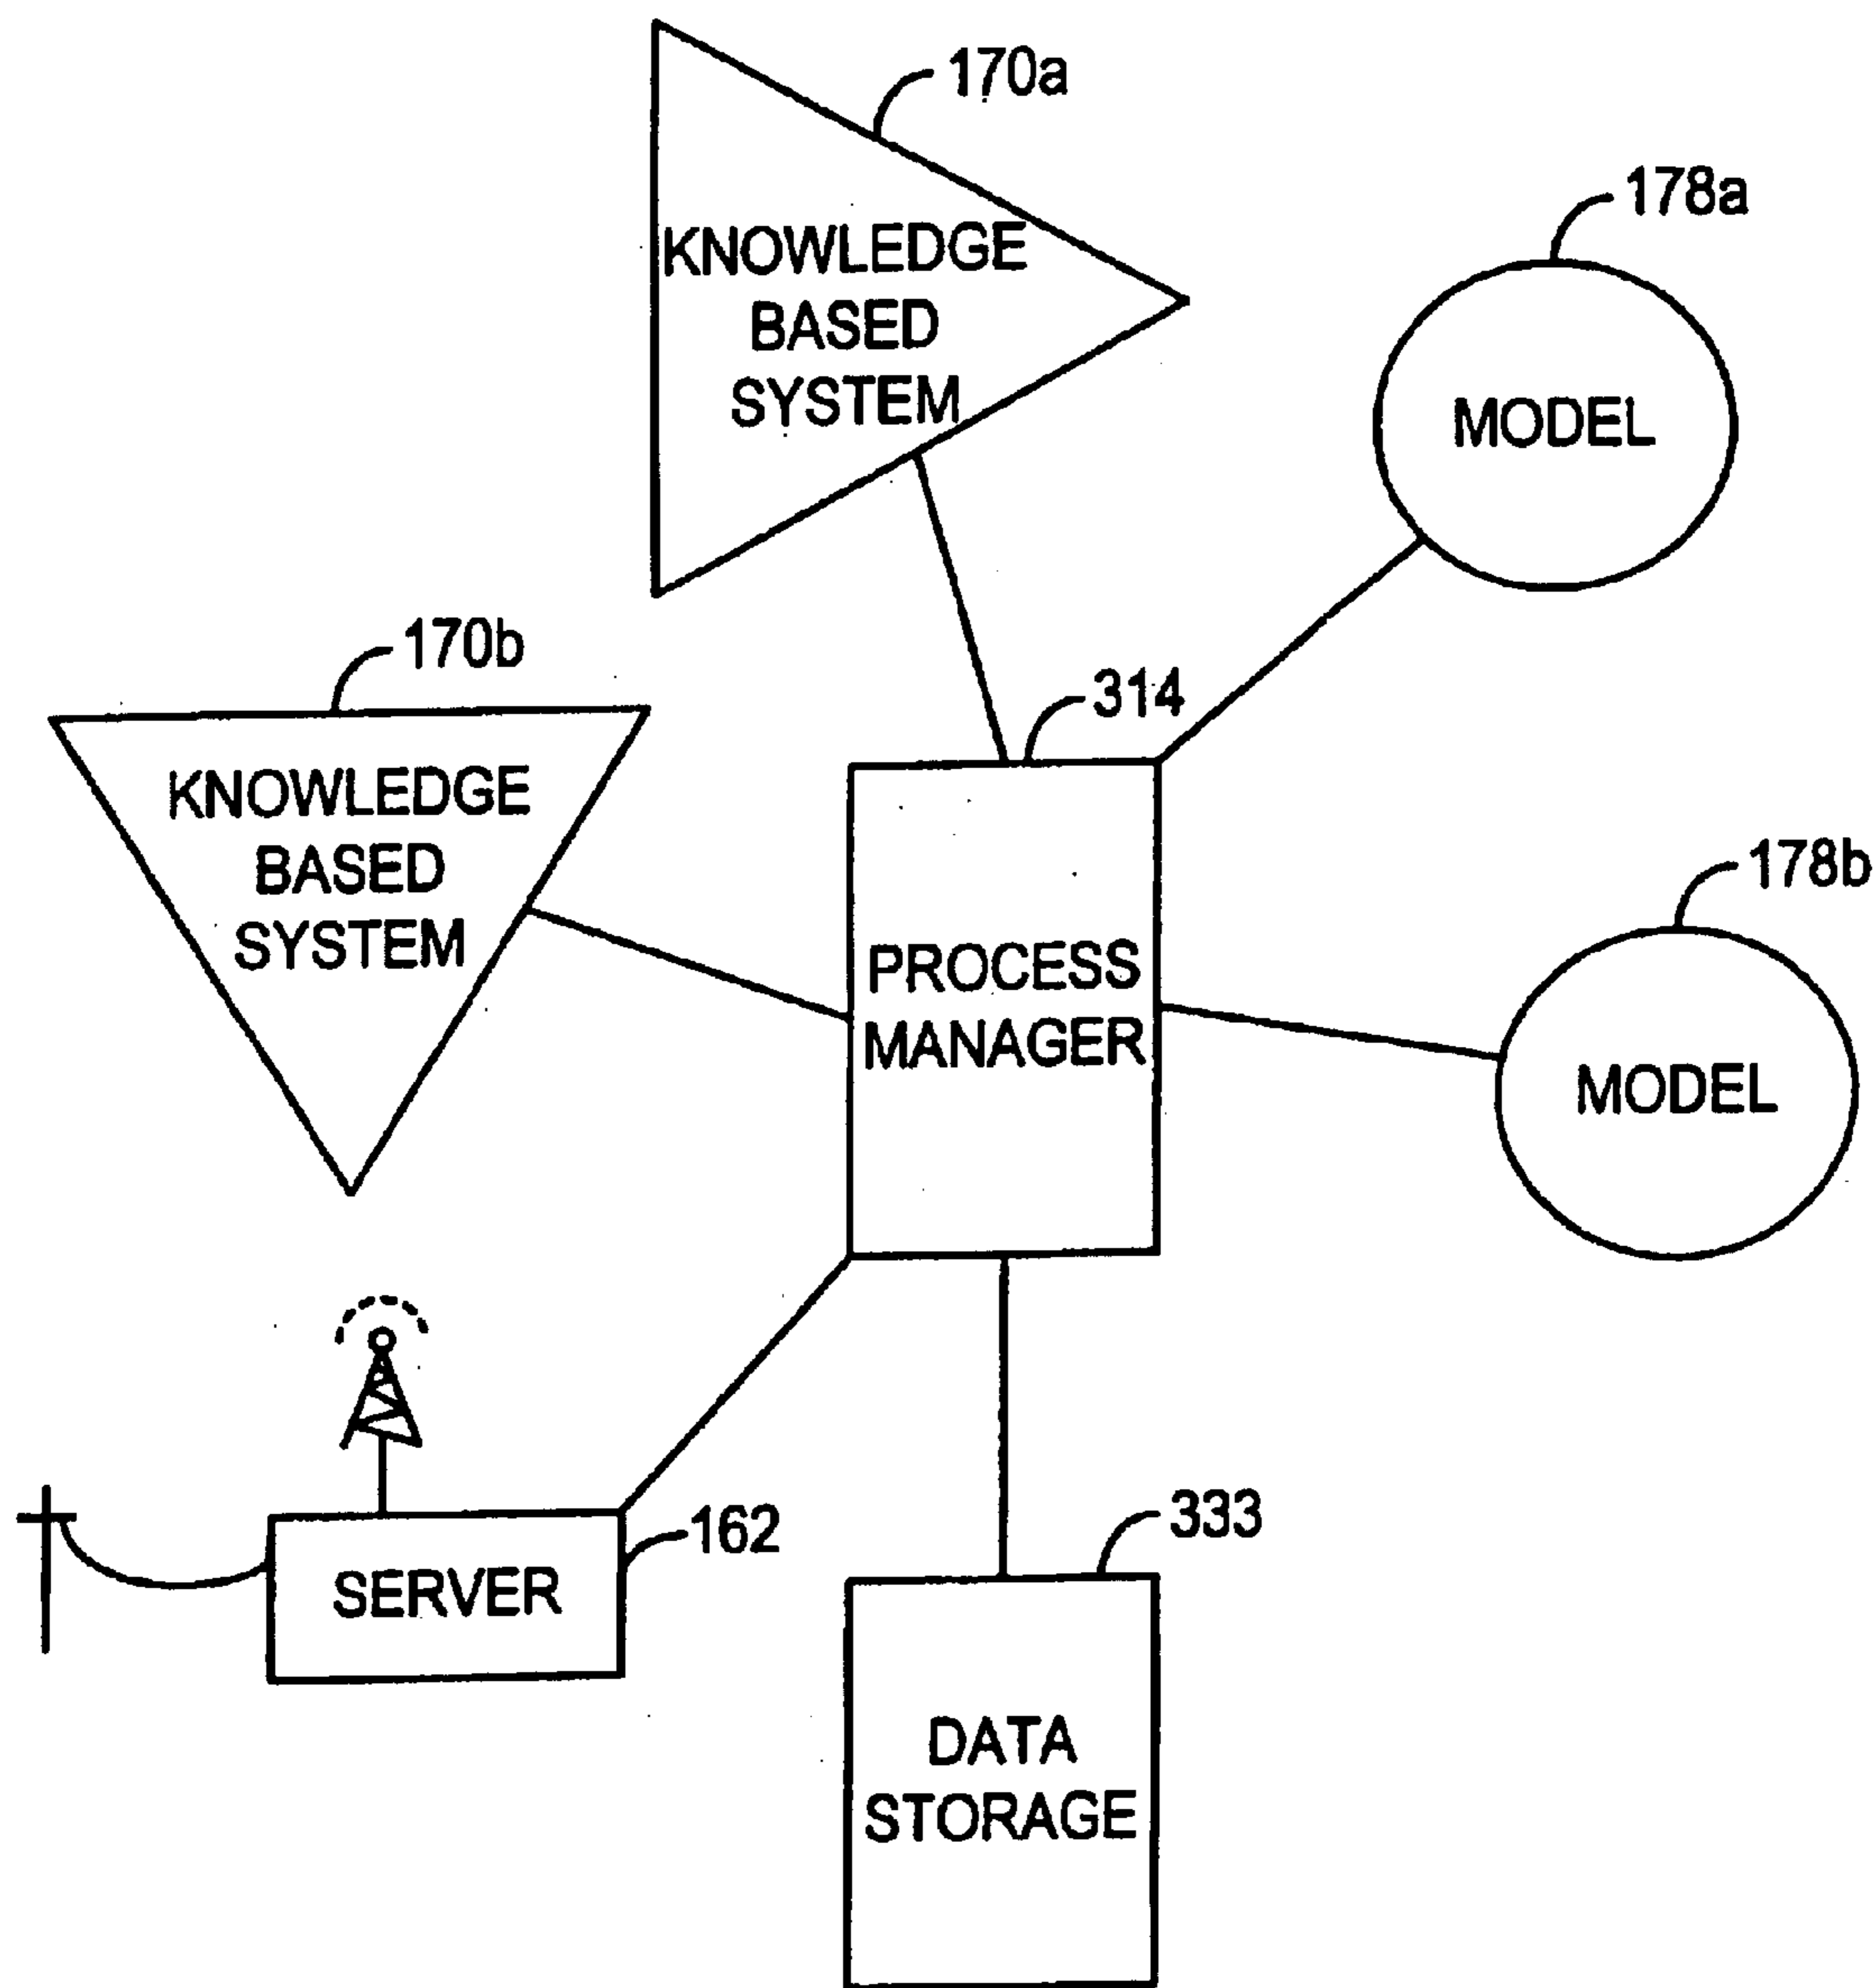 170a
KNOWLEDGE
BASED
SYSTEM
178a
MODEL
170b
KNOWLEDGE
BASED
SYSTEM
314
PROCESS
MANAGER
178b
MODEL
162
SERVER
333
DATA
STORAGE